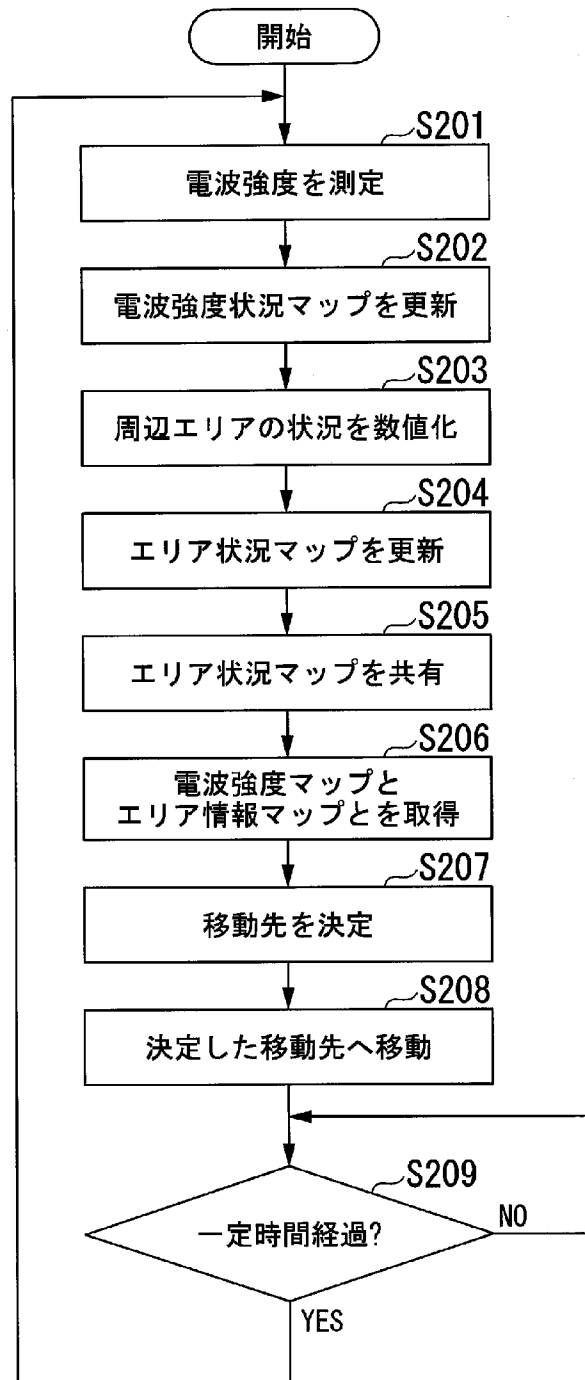 開始
S201
電波強度を測定
S202
電波強度状況マップを更新
S203
周辺エリアの状況を数値化
S204
エリア状況マップを更新
S205
エリア状況マップを共有
S206
電波強度マップと
エリア情報マップとを取得
S207
移動先を決定
S208
決定した移動先へ移動
S209
一定時間経過?
NO
YES